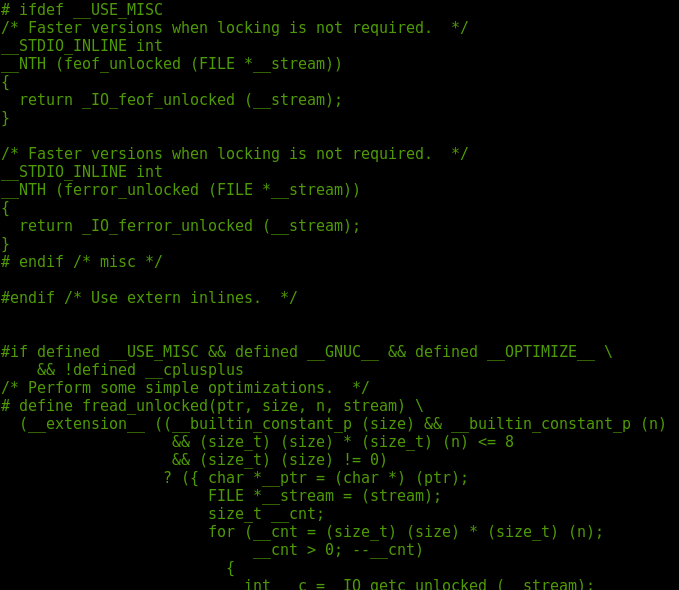 # ifdef __USE_MISC
/* Faster versions when locking is not required.  */
__STDIO_INLINE int
__NTH (feof_unlocked (FILE *__stream))
{
  return _IO_feof_unlocked (__stream);
}

/* Faster versions when locking is not required.  */
__STDIO_INLINE int
__NTH (ferror_unlocked (FILE *__stream))
{
  return _IO_ferror_unlocked (__stream);
}
# endif /* misc */

#endif /* Use extern inlines.  */


#if defined __USE_MISC && defined __GNUC__ && defined __OPTIMIZE__ \
    && !defined __cplusplus
/* Perform some simple optimizations.  */
# define fread_unlocked(ptr, size, n, stream) \
  (__extension__ ((__builtin_constant_p (size) && __builtin_constant_p (n)
                   && (size_t) (size) * (size_t) (n) <= 8
                   && (size_t) (size) != 0)
                  ? ({ char *__ptr = (char *) (ptr);
                       FILE *__stream = (stream);
                       size_t __cnt;
                       for (__cnt = (size_t) (size) * (size_t) (n);
                            __cnt > 0; --__cnt)
                         {
                           int __c = _IO_getc_unlocked (__stream);